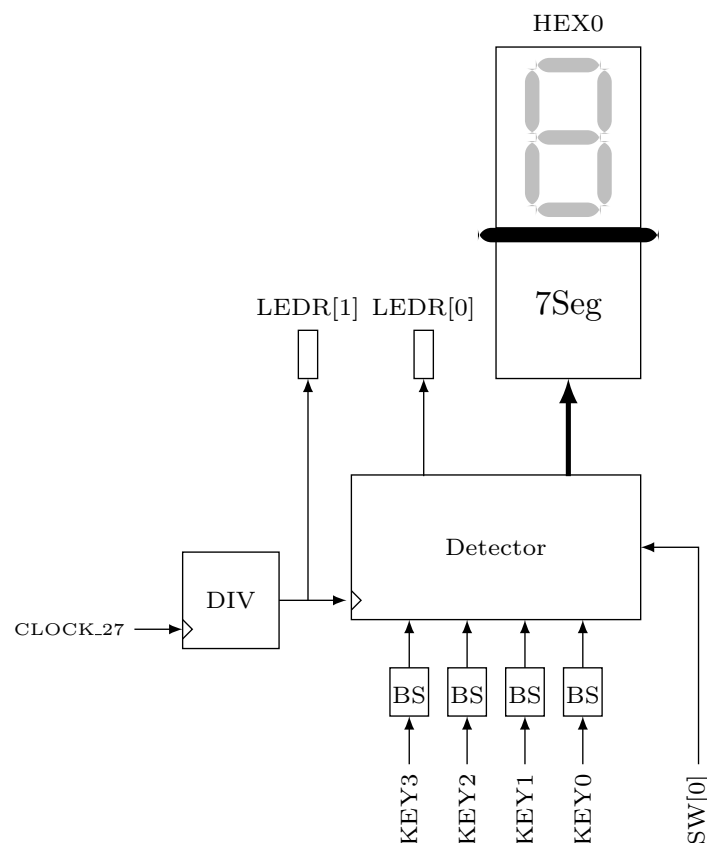 HEX0
7Seg
LEDR[1] LEDR[0]
Detector
DIV
CLOCK_27
BS BS BS BS
KEY3
KEY2
KEY1
KEY0
SW[0]